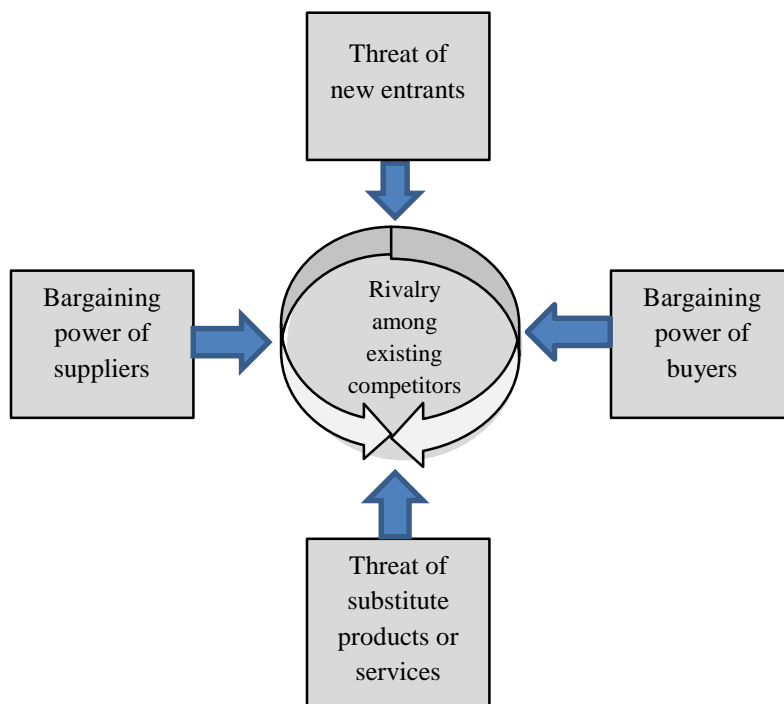 Threat of
new entrants
Bargaining
power of
suppliers
Rivalry
among
existing
competitors
Bargaining
power of
buyers
Threat of
substitute
products or
services